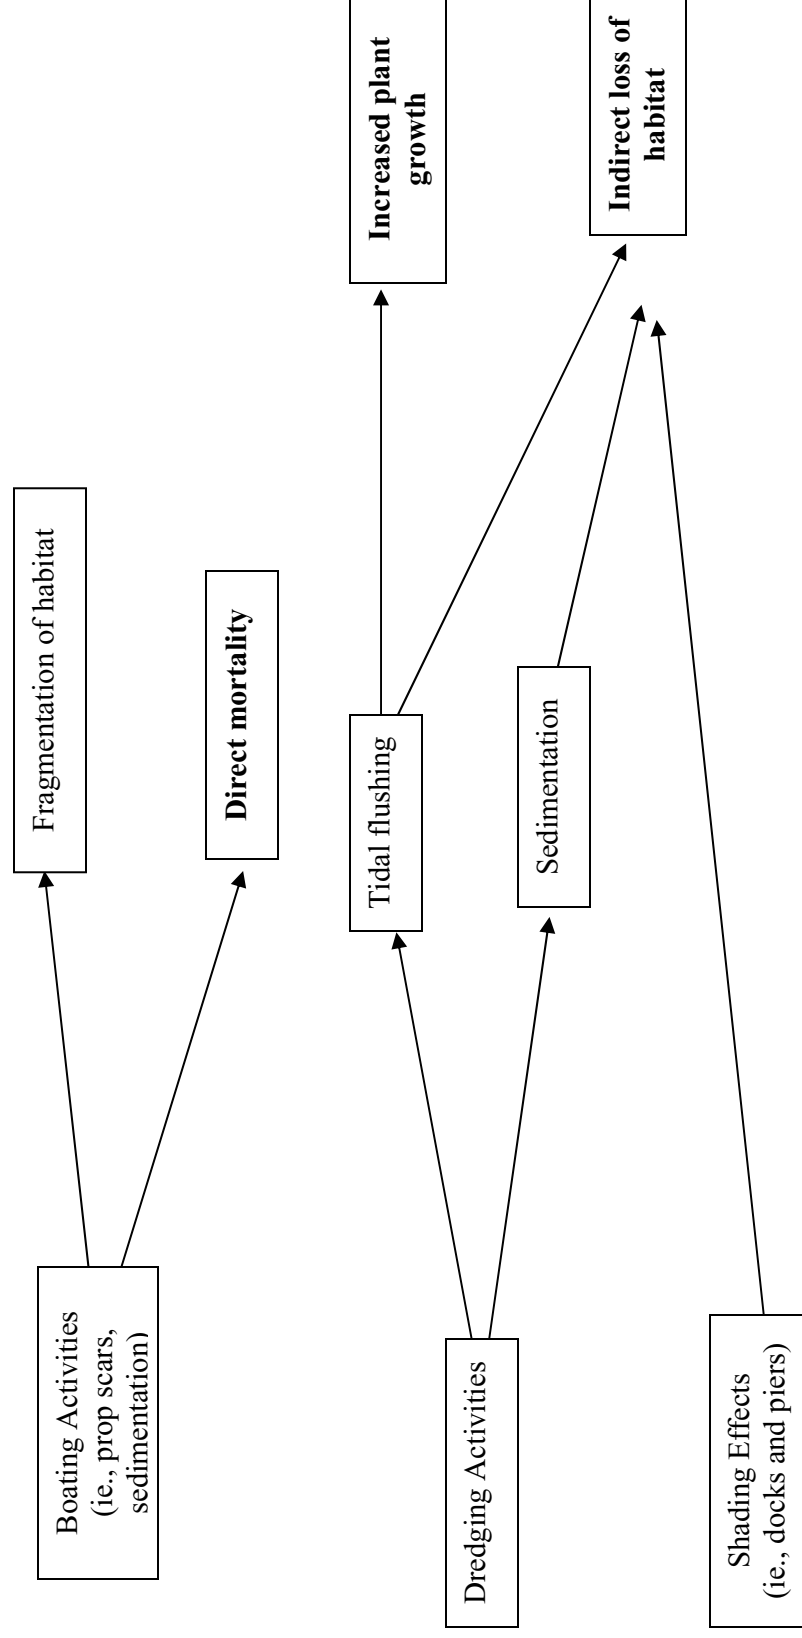 Boating Activities
(ie., prop scars,
sedimentation)
Fragmentation of habitat
Direct mortality
Dredging Activities
Tidal flushing
Sedimentation
Increased plant
growth
Indirect loss of
habitat
Shading Effects
(ie., docks and piers)